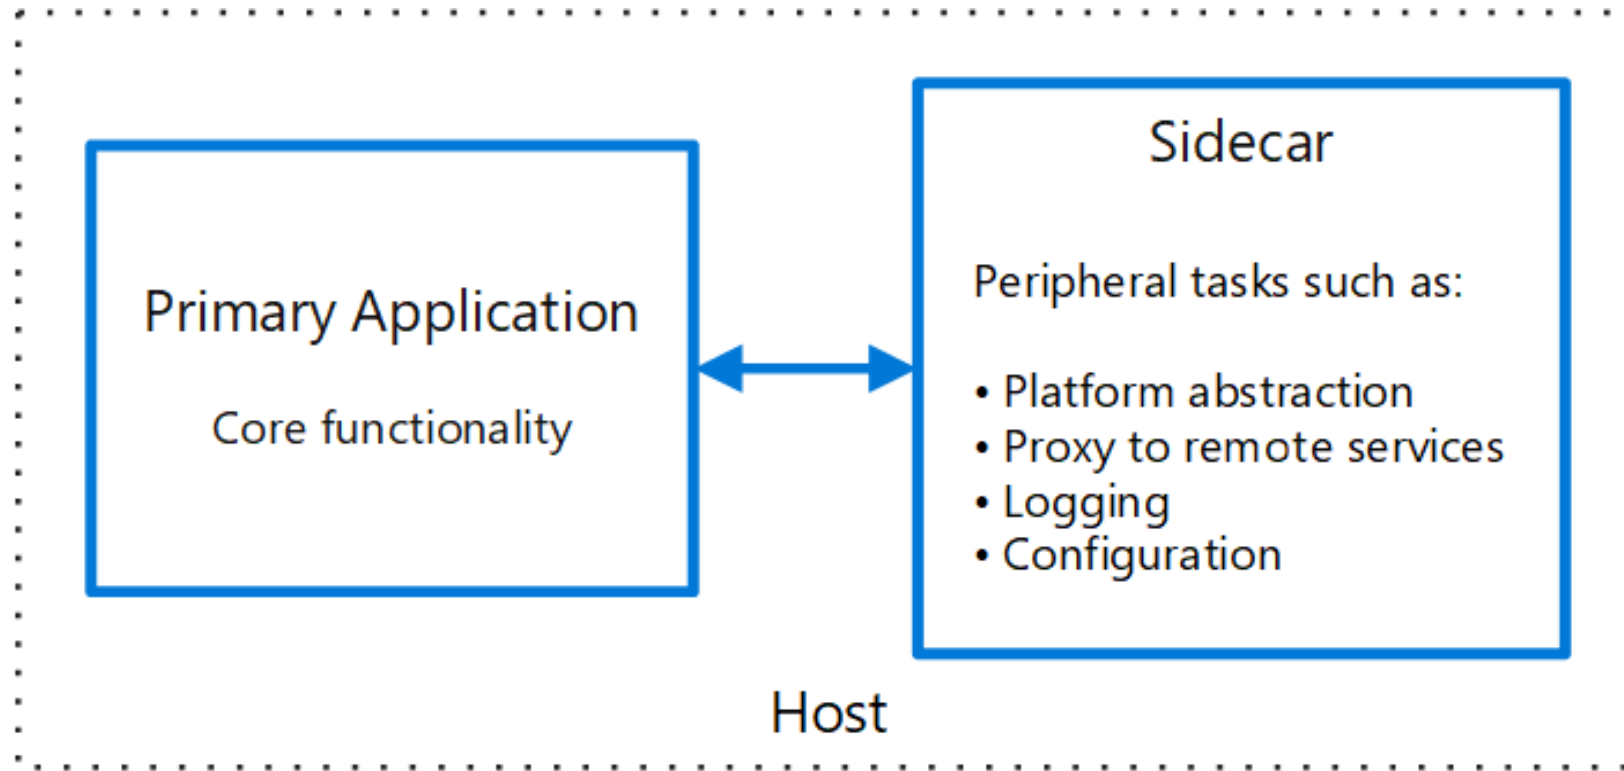 Primary Application
Core functionality
Sidecar
Peripheral tasks such as:
• Platform abstraction
• Proxy to remote services
• Logging
• Configuration
Host